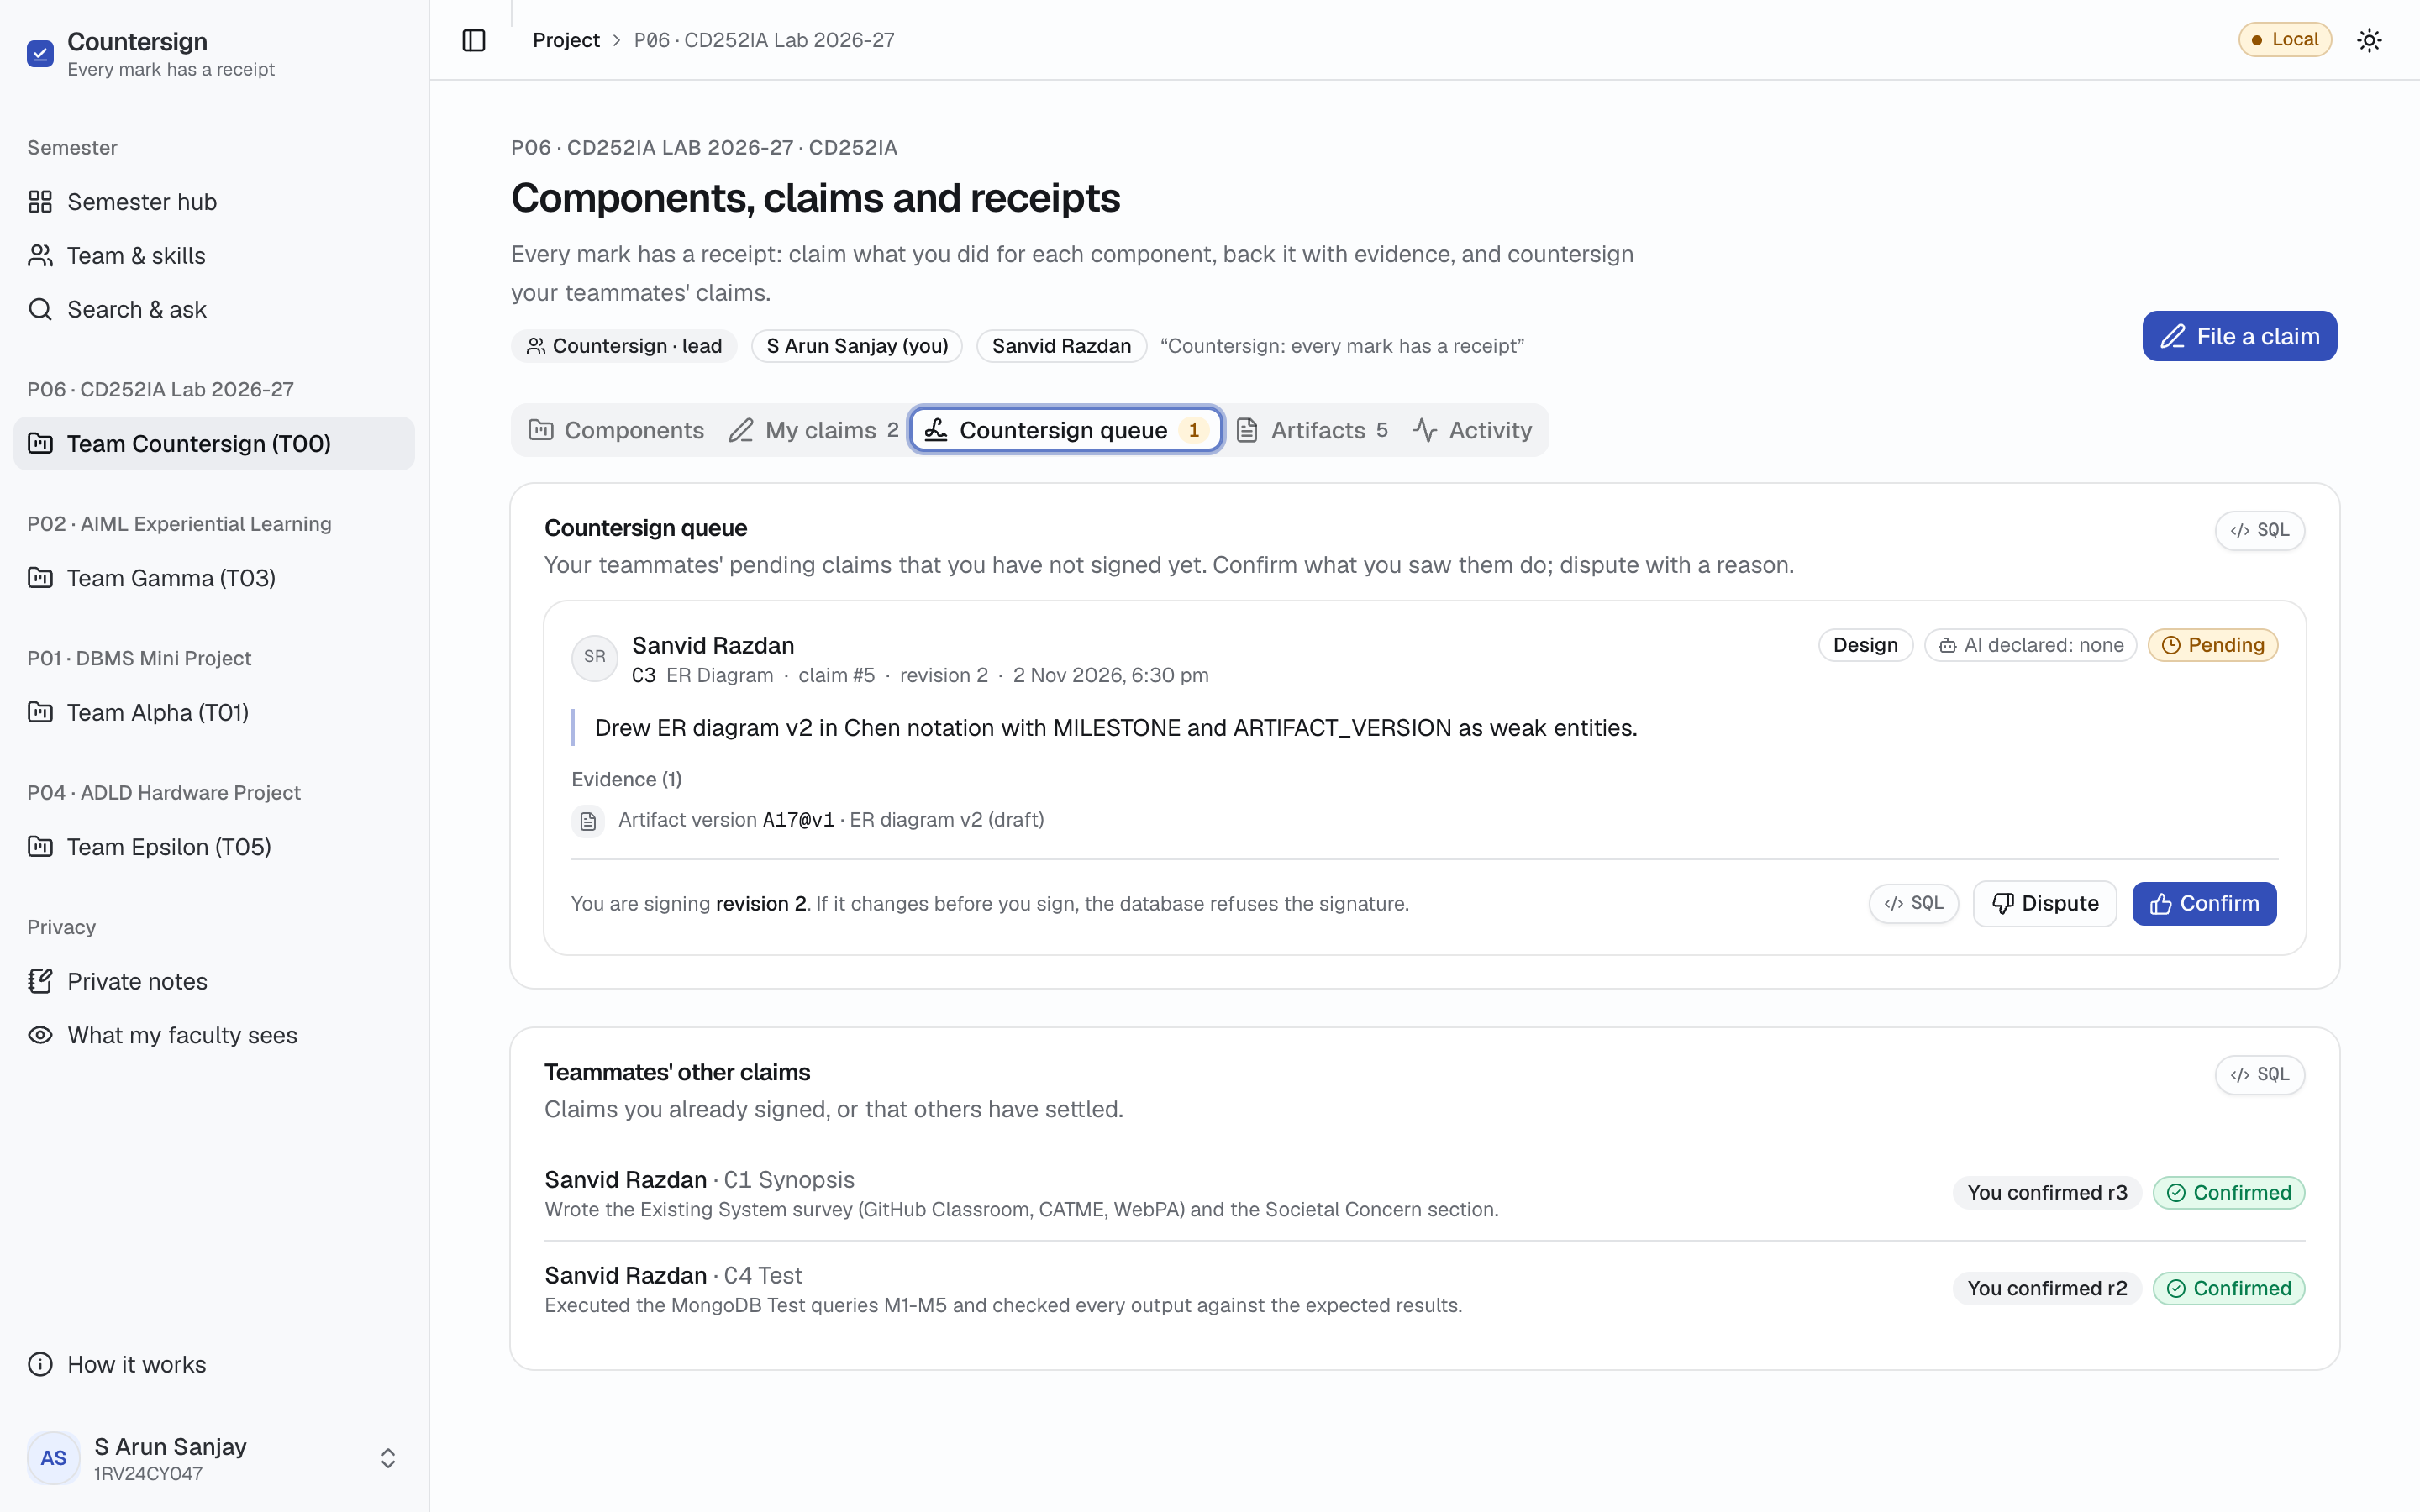 Countersign
Every mark has a receipt
Semester
Semester hub
Team & skills
Search & ask
P06 · CD252IA Lab 2026-27
Team Countersign (T00)
P02 · AIML Experiential Learning
Team Gamma (T03)
P01 · DBMS Mini Project
Team Alpha (T01)
P04 · ADLD Hardware Project
Team Epsilon (T05)
Privacy
Private notes
What my faculty sees
How it works
AS
S Arun Sanjay
1RV24CY047
Project > P06 · CD252IA Lab 2026-27
Local
P06 · CD252IA LAB 2026-27 · CD252IA
Components, claims and receipts
Every mark has a receipt: claim what you did for each component, back it with evidence, and countersign
your teammates' claims.
Countersign · lead S Arun Sanjay (you) Sanvid Razdan “Countersign: every mark has a receipt”
File a claim
Components My claims 2 Countersign queue 1 Artifacts 5 Activity
Countersign queue
</> SQL
Your teammates' pending claims that you have not signed yet. Confirm what you saw them do; dispute with a reason.
SR
Sanvid Razdan
Design AI declared: none Pending
C3 ER Diagram · claim #5 · revision 2 · 2 Nov 2026, 6:30 pm
Drew ER diagram v2 in Chen notation with MILESTONE and ARTIFACT_VERSION as weak entities.
Evidence (1)
Artifact version A17@v1 · ER diagram v2 (draft)
You are signing revision 2. If it changes before you sign, the database refuses the signature.
</> SQL Dispute Confirm
Teammates' other claims
</> SQL
Claims you already signed, or that others have settled.
Sanvid Razdan · C1 Synopsis
Wrote the Existing System survey (GitHub Classroom, CATME, WebPA) and the Societal Concern section.
You confirmed r3 Confirmed
Sanvid Razdan · C4 Test
Executed the MongoDB Test queries M1-M5 and checked every output against the expected results.
You confirmed r2 Confirmed